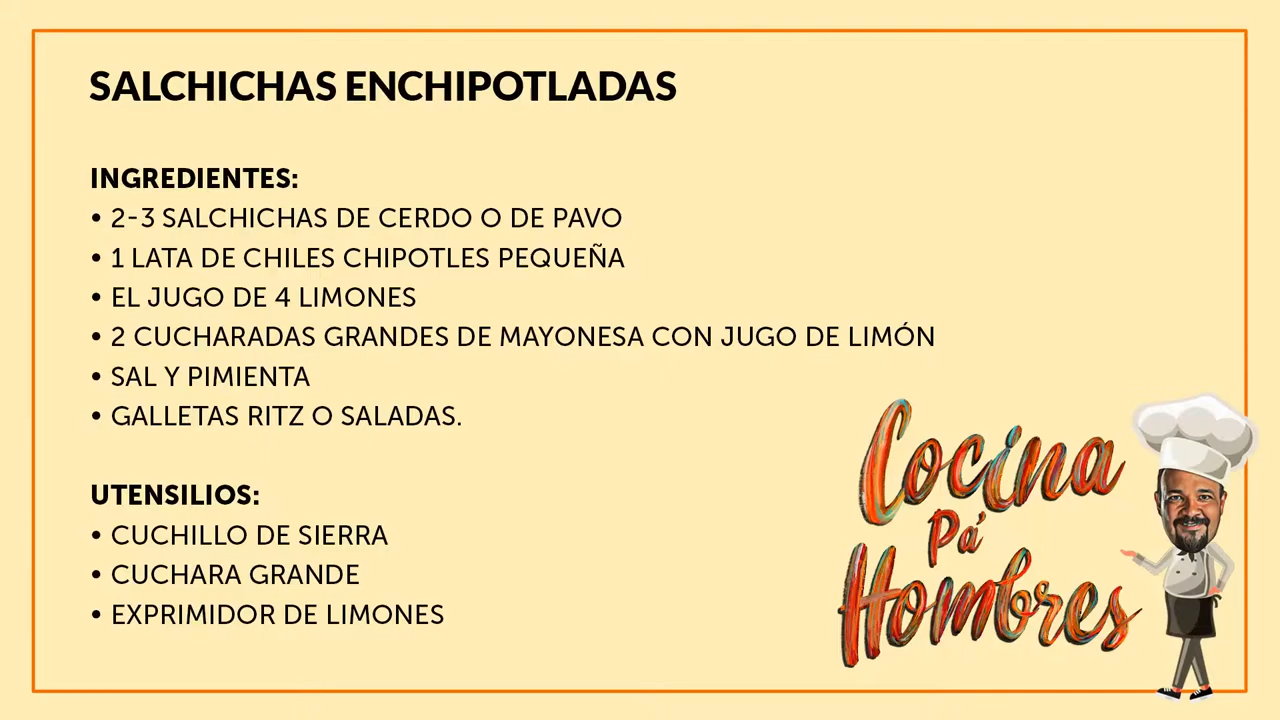 SALCHICHAS ENCHIPOTLADAS
INGREDIENTES:
• 2-3 SALCHICHAS DE CERDO O DE PAVO
• 1 LATA DE CHILES CHIPOTLES PEQUEÑA
• EL JUGO DE 4 LIMONES
• 2 CUCHARADAS GRANDES DE MAYONESA CON JUGO DE LIMÓN
• SAL Y PIMIENTA
• GALLETAS RITZ O SALADAS.
UTENSILIOS:
• CUCHILLO DE SIERRA
• CUCHARA GRANDE
• EXPRIMIDOR DE LIMONES
Cocina
Pá
Hombres